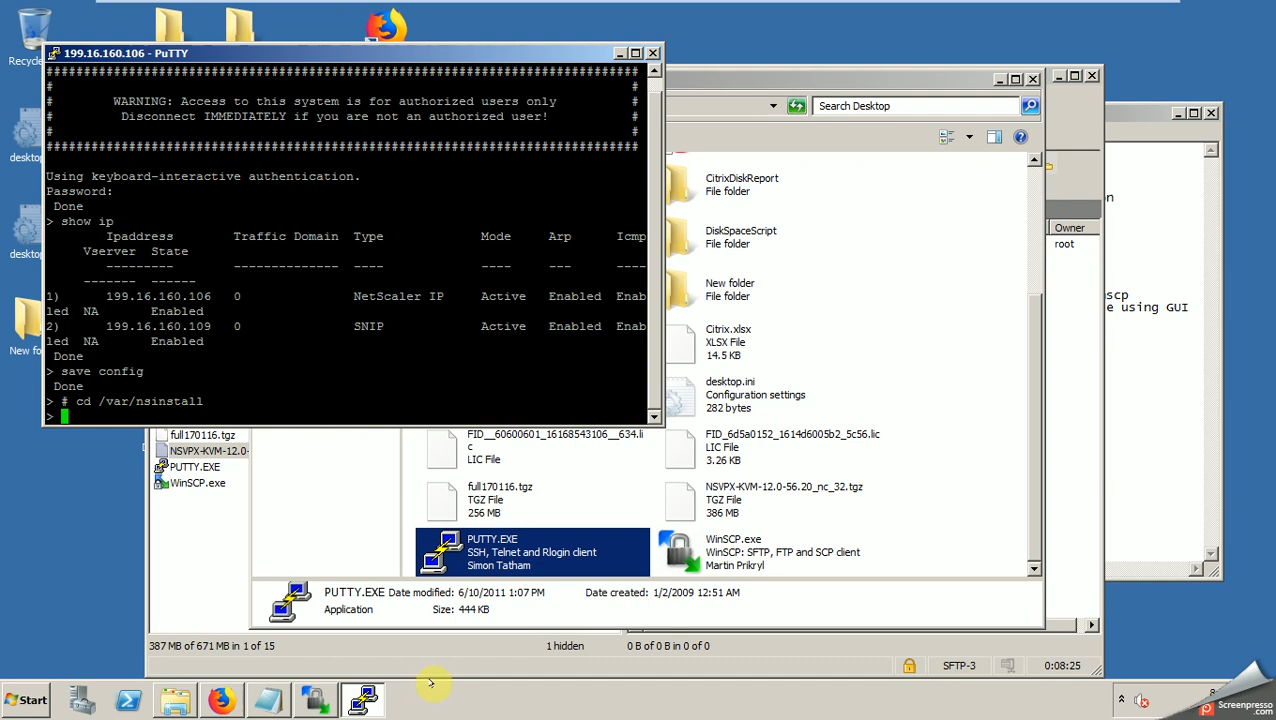 Recycle
199.16.160.106 - PuTTY
###############################################################################
#                                                                             #
#        WARNING: Access to this system is for authorized users only          #
#         Disconnect IMMEDIATELY if you are not an authorized user!           #
#                                                                             #
###############################################################################
Using keyboard-interactive authentication.
Password:
Done
> show ip
Ipaddress Traffic Domain Type Mode Arp Icmp
Vserver State
--------- -------------- ---- ---- --- ----
------- ------
1) 199.16.160.106 0 NetScaler IP Active Enabled Enab
led NA Enabled
2) 199.16.160.109 0 SNIP Active Enabled Enab
led NA Enabled
Done
> save config
Done
> # cd /var/nsinstall
>
desktop
desktop
New fo
Search Desktop
CitrixDiskReport
File folder
DiskSpaceScript
File folder
New folder
File folder
Citrix.xlsx
XLSX File
14.5 KB
desktop.ini
Configuration settings
282 bytes
FID__60600601_16168543106__634.li
c
LIC File
FID_6d5a0152_1614d6005b2_5c56.lic
LIC File
3.26 KB
full170116.tgz
TGZ File
256 MB
NSVPX-KVM-12.0-56.20_nc_32.tgz
TGZ File
386 MB
PUTTY.EXE
SSH, Telnet and Rlogin client
Simon Tatham
WinSCP.exe
WinSCP: SFTP, FTP and SCP client
Martin Prikryl
PUTTY.EXE Date modified: 6/10/2011 1:07 PM Date created: 1/2/2009 12:51 AM
Application Size: 444 KB
full170116.tgz
NSVPX-KVM-12.0-
PUTTY.EXE
WinSCP.exe
Owner
root
n
scp
e using GUI
387 MB of 671 MB in 1 of 15
1 hidden
0 B of 0 B in 0 of 0
SFTP-3
0:08:25
Start
Screenpresso
.com